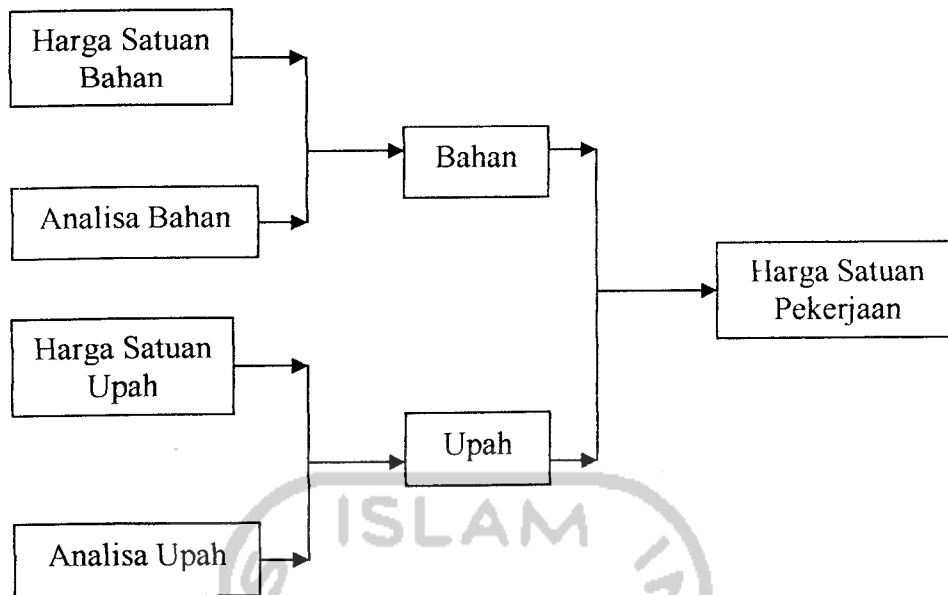 Harga Satuan
Bahan
Analisa Bahan
Bahan
Harga Satuan
Pekerjaan
Harga Satuan
Upah
Upah
Analisa Upah
ISLAM